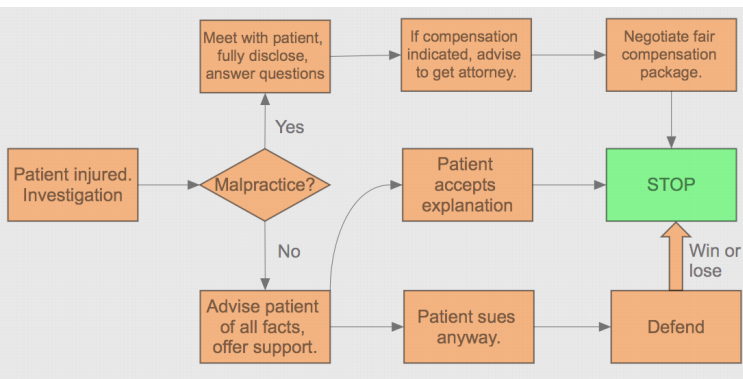 Meet with patient,
fully disclose,
answer questions
If compensation
indicated, advise
to get attorney.
Negotiate fair
compensation
package.
Yes
Patient injured.
Investigation
Malpractice?
Patient
accepts
explanation
STOP
No
Win or
lose
Advise patient
of all facts,
offer support.
Patient sues
anyway.
Defend